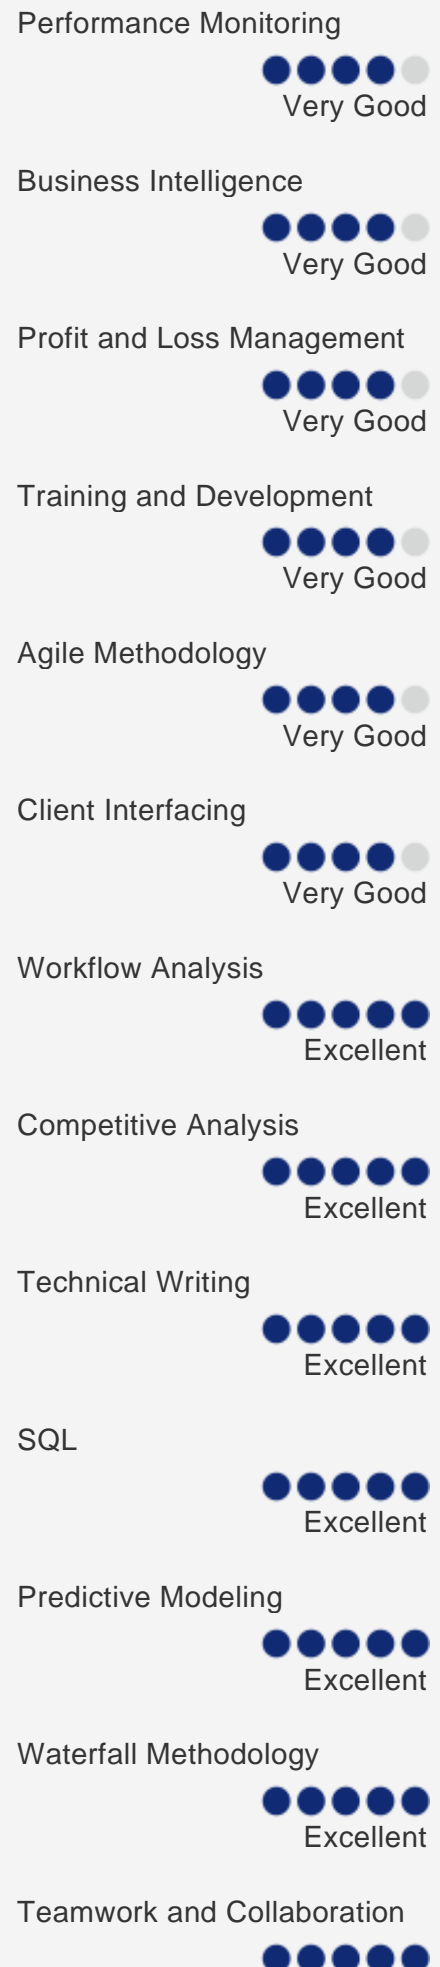 Performance Monitoring
Very Good
Business Intelligence
Very Good
Profit and Loss Management
Very Good
Training and Development
Very Good
Agile Methodology
Very Good
Client Interfacing
Very Good
Workflow Analysis
Excellent
Competitive Analysis
Excellent
Technical Writing
Excellent
SQL
Excellent
Predictive Modeling
Excellent
Waterfall Methodology
Excellent
Teamwork and Collaboration